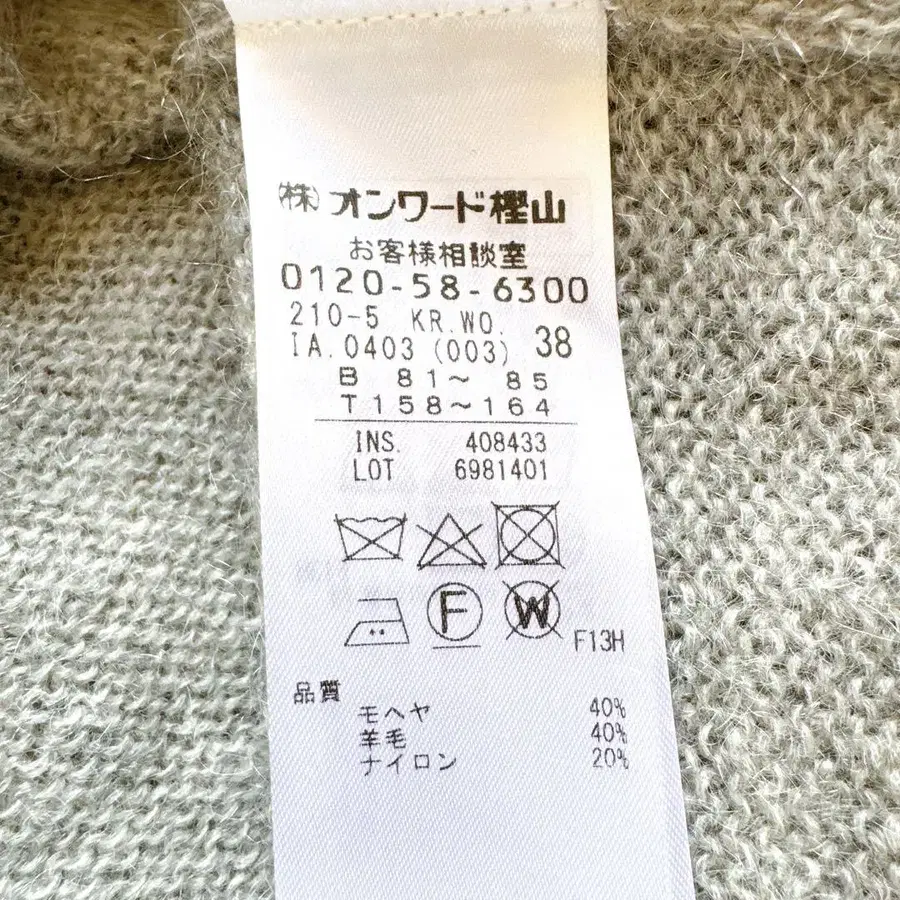 (株)オンワード樫山
お客様相談室
0120-58-6300
210-5 KR.WO.
IA.0403 (003) 38
B 81～ 85
T158～164
INS. 408433
LOT 6981401
F
W
F13H
品質
モヘヤ 40%
羊毛 40%
ナイロン 20%